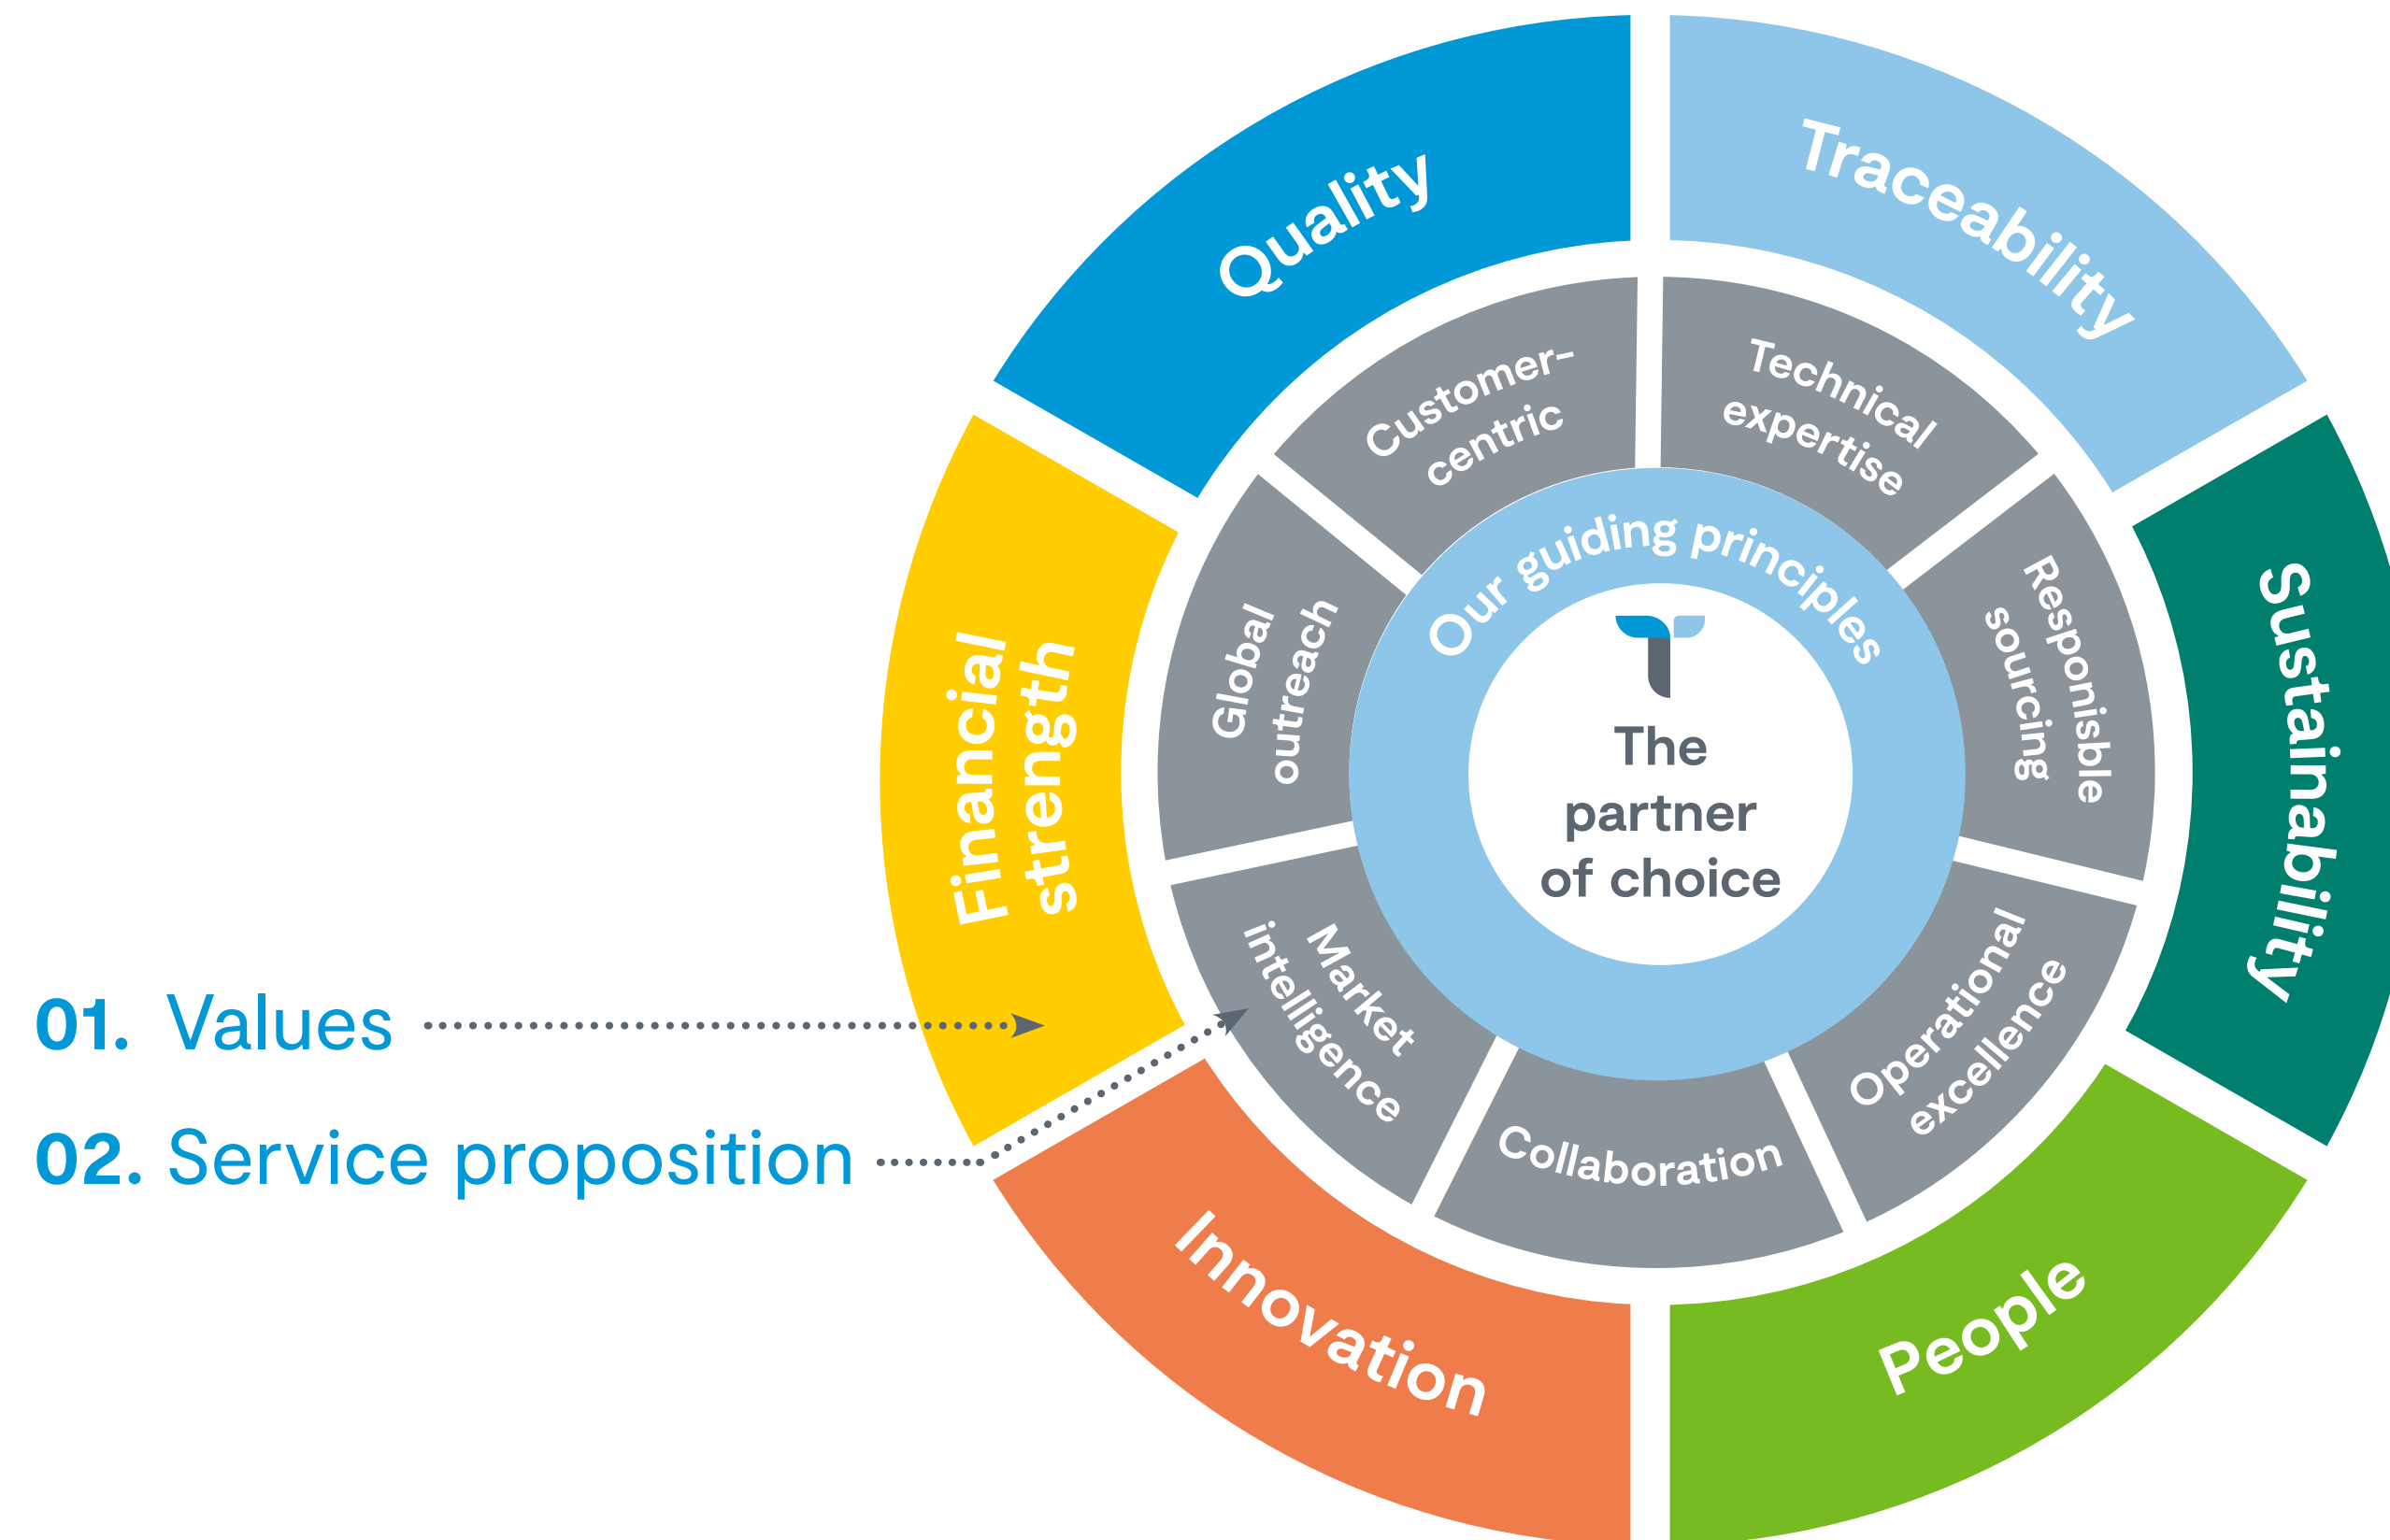 Quality
Traceability
Sustainability
People
Innovation
Financial
strength
Customer–
centric
Technical
expertise
Responsible
sourcing
Operational
excellence
Collaboration
Market
intelligence
Global
outreach
Our guiding principles
The
partner
of choice
01. Values
02. Service proposition